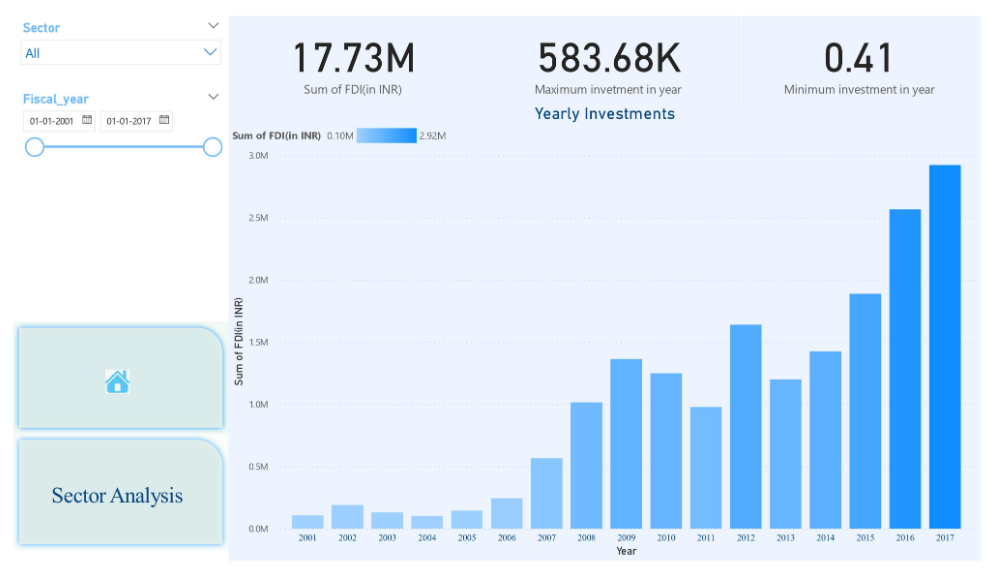 Sector
All
Fiscal_year
01-01-2001 01-01-2017
Sector Analysis
17.73M
Sum of FDI(in INR)
583.68K
Maximum invetment in year
0.41
Minimum investment in year
Yearly Investments
Sum of FDI(in INR) 0.10M 2.92M
3.0M
2.5M
2.0M
1.5M
1.0M
0.5M
0.0M
Sum of FDI(in INR)
2001 2002 2003 2004 2005 2006 2007 2008 2009 2010 2011 2012 2013 2014 2015 2016 2017
Year